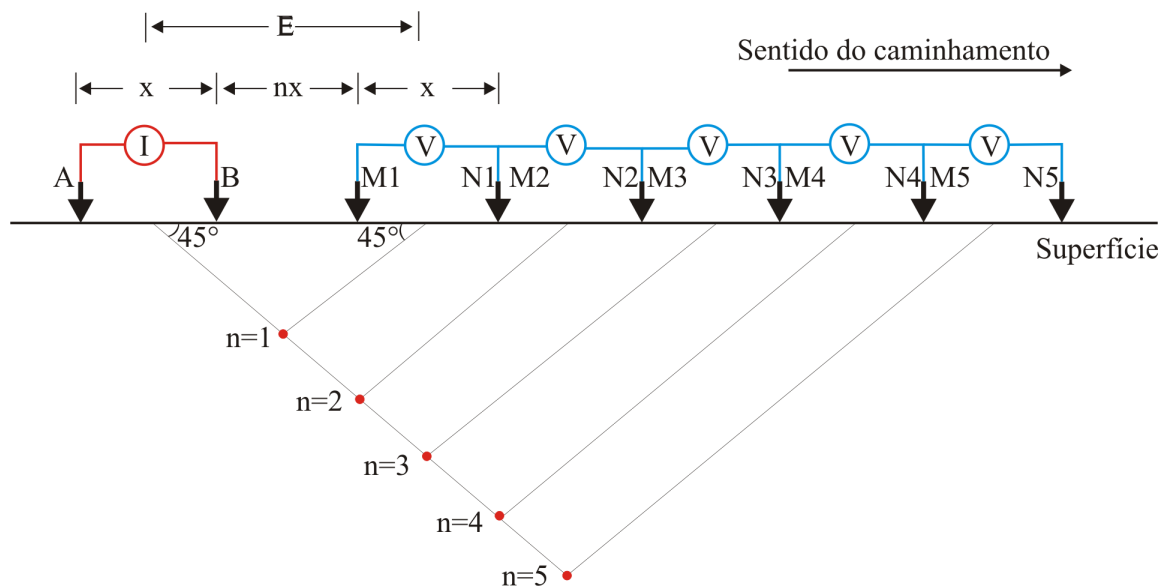 E
Sentido do caminhamento
x nx x
I V V V V V
A B M1 N1 M2 N2 M3 N3 M4 N4 M5 N5
45° 45°
Superfície
n=1
n=2
n=3
n=4
n=5